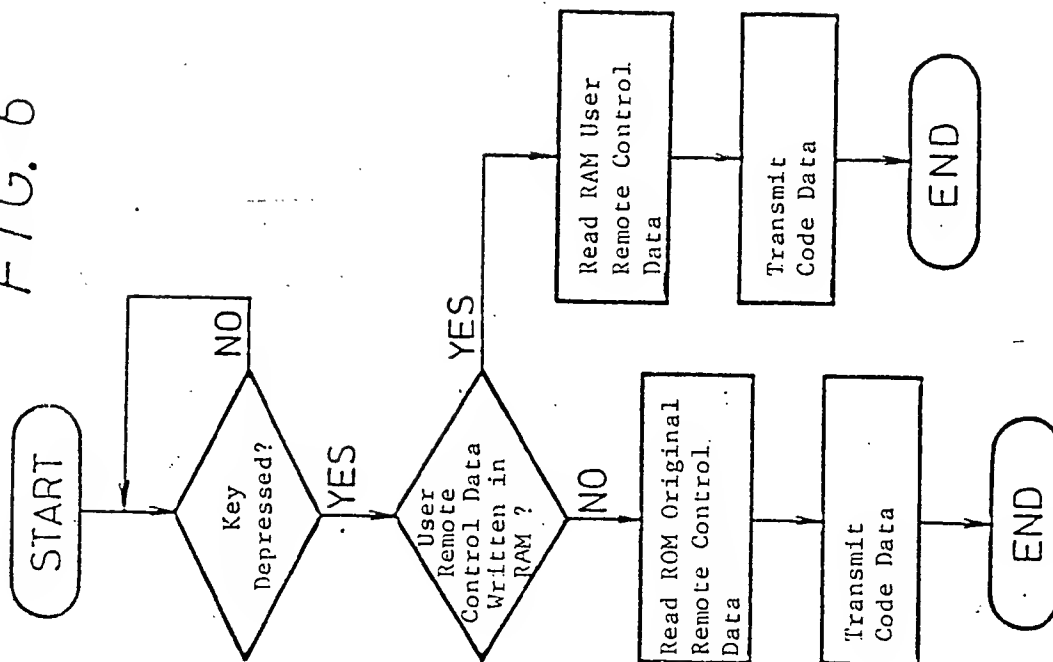 FIG. 6
START
Key
Depressed?
NO
YES
User
Remote
Control Data
Written in
RAM ?
YES
NO
Read ROM Original
Remote Control.
Data
Transmit
Code Data
END
Read RAM User
Remote Control
Data
Transmit
Code Data
END